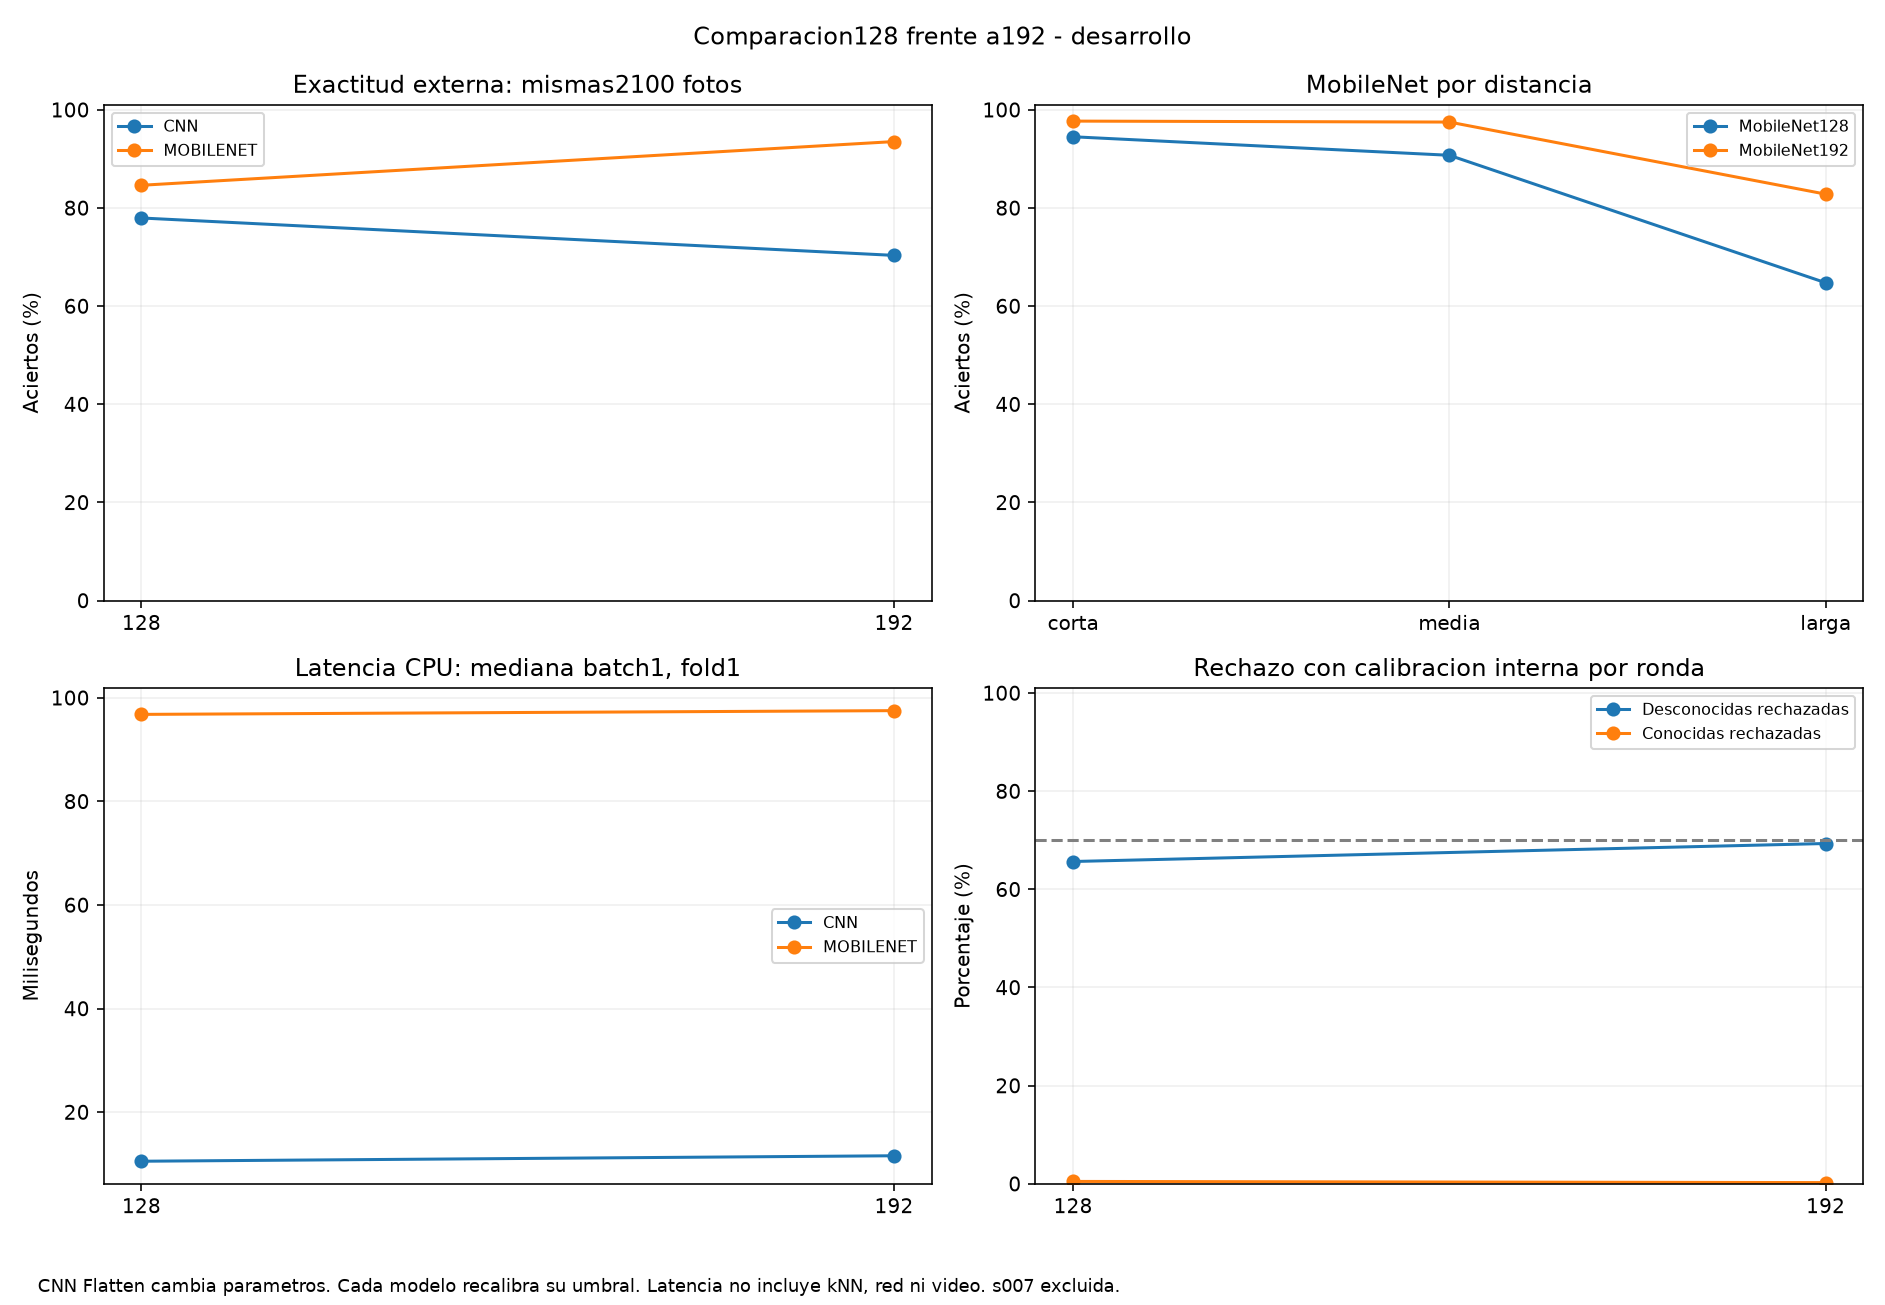 Comparacion128 frente a192 - desarrollo
Exactitud externa: mismas2100 fotos
Aciertos (%)
100
80
60
40
20
0
CNN
MOBILENET
128
192
MobileNet por distancia
Aciertos (%)
100
80
60
40
20
0
MobileNet128
MobileNet192
corta
media
larga
Latencia CPU: mediana batch1, fold1
Milisegundos
100
80
60
40
20
CNN
MOBILENET
128
192
Rechazo con calibracion interna por ronda
Porcentaje (%)
100
80
60
40
20
0
Desconocidas rechazadas
Conocidas rechazadas
128
192
CNN Flatten cambia parametros. Cada modelo recalibra su umbral. Latencia no incluye kNN, red ni video. s007 excluida.